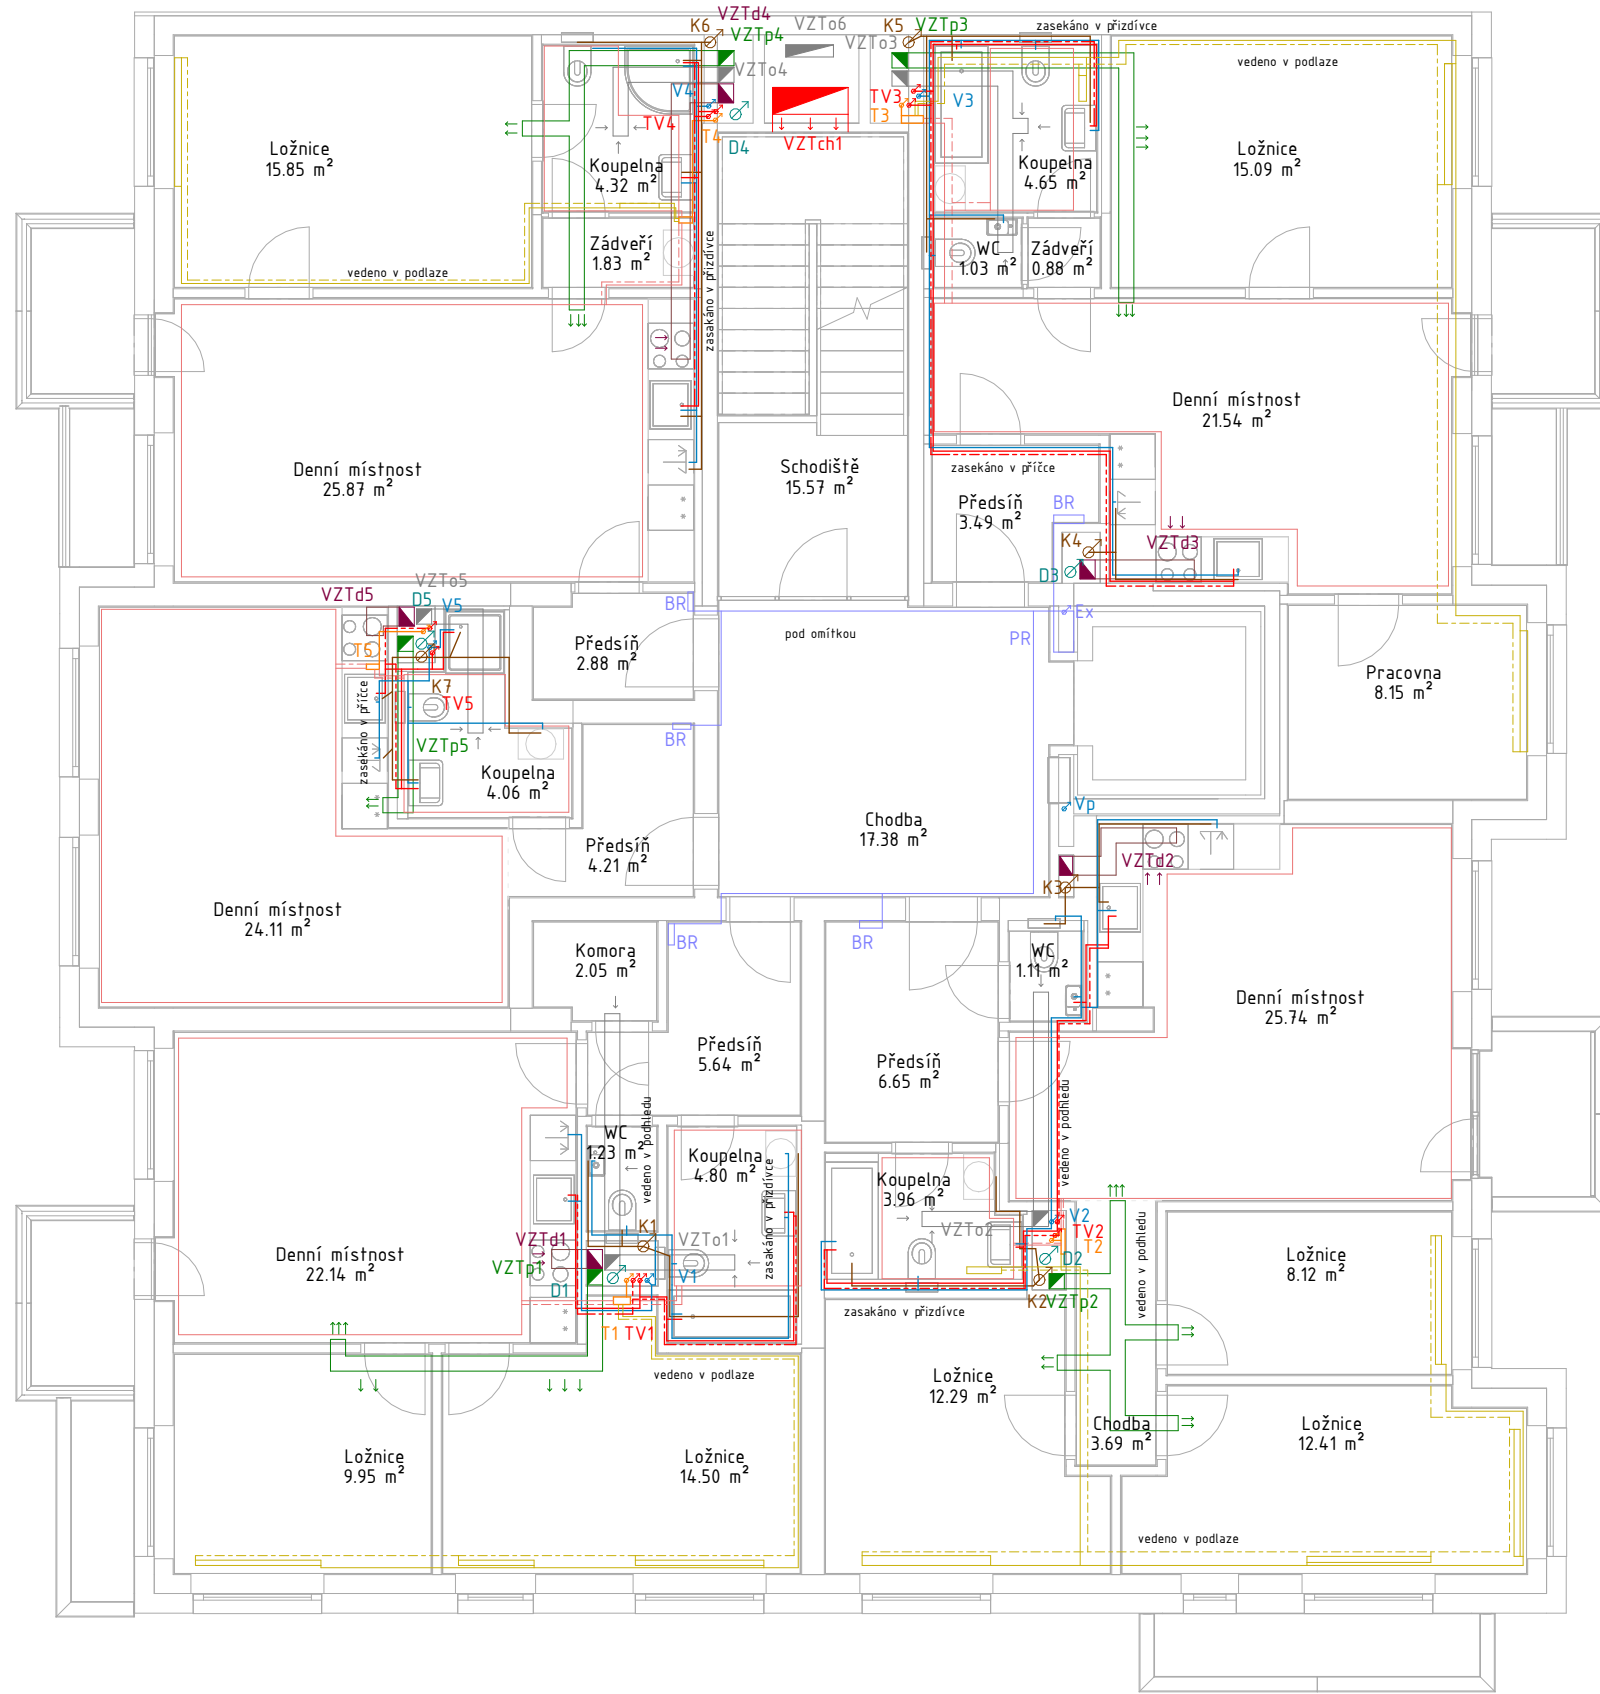 K6
VZTd4
VZTo6
K5
VZTp3
zasekáno v přizdívce
VZTp4
VZTo3
vedeno v podlaze
VZTo4
V4
TV3
V3
T3
TV4
T4
D4
VZTch1
Ložnice
15.85 m²
Koupelna
4.32 m²
Koupelna
4.65 m²
Ložnice
15.09 m²
Zádveří
1.83 m²
WC
1.03 m²
Zádveří
0.88 m²
vedeno v podlaze
zasakáno v přizdívce
Denní místnost
21.54 m²
Denní místnost
25.87 m²
Schodiště
15.57 m²
zasekáno v příčce
Předsíň
3.49 m²
BR
K4
VZTd3
D3
VZTo5
VZTd5
D5
V5
BR
Ex
PR
pod omítkou
T5
Předsíň
2.88 m²
Pracovna
8.15 m²
K7
TV5
zasekáno v příčce
VZTp5
BR
Koupelna
4.06 m²
Vp
Chodba
17.38 m²
Předsíň
4.21 m²
VZTd2
K3
Denní místnost
24.11 m²
BR
BR
Komora
2.05 m²
WC
1.11 m²
Denní místnost
25.74 m²
Předsíň
5.64 m²
Předsíň
6.65 m²
vedeno v podhledu
WC
1.23 m²
vedeno v podhledu
Koupelna
4.80 m²
zasakáno v přizdívce
Koupelna
3.96 m²
V2
TV2
T2
VZTo2
D2
vedeno v podhledu
K1
VZTd1
VZTo1
VZTp1
V1
D1
Denní místnost
22.14 m²
Ložnice
8.12 m²
K2
VZTp2
zasakáno v přizdívce
T1
TV1
vedeno v podlaze
Ložnice
12.29 m²
Chodba
3.69 m²
Ložnice
12.41 m²
Ložnice
9.95 m²
Ložnice
14.50 m²
vedeno v podlaze